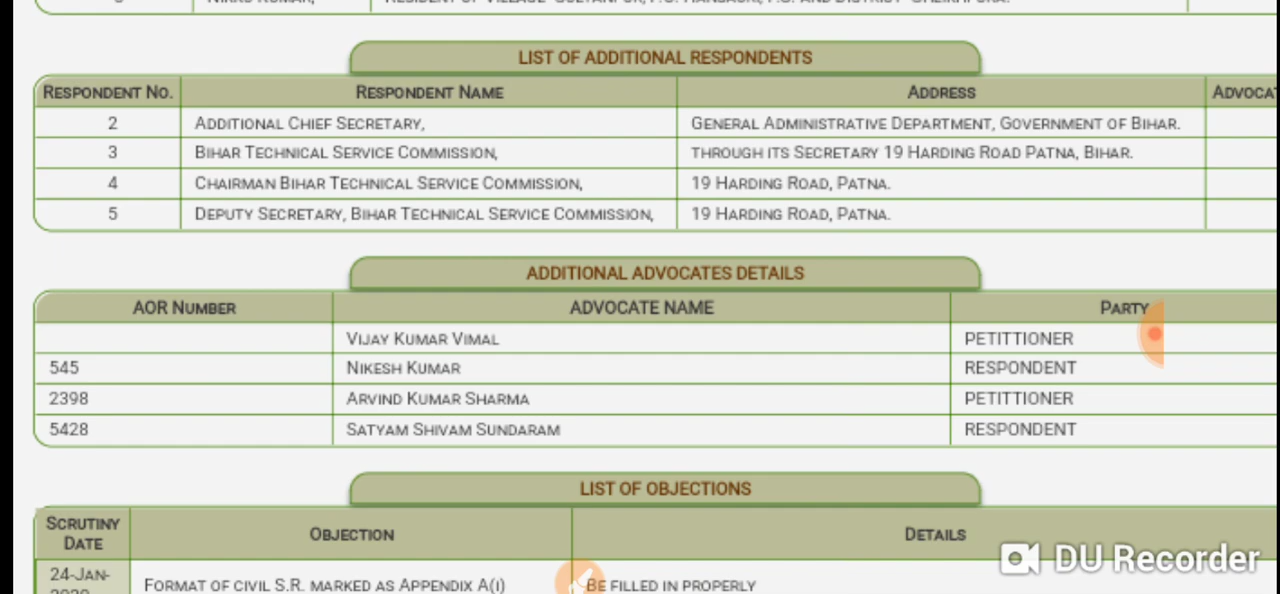 LIST OF ADDITIONAL RESPONDENTS
RESPONDENT NO. RESPONDENT NAME ADDRESS
2 ADDITIONAL CHIEF SECRETARY, GENERAL ADMINISTRATIVE DEPARTMENT, GOVERNMENT OF BIHAR.
3 BIHAR TECHNICAL SERVICE COMMISSION, THROUGH ITS SECRETARY 19 HARDING ROAD PATNA, BIHAR.
4 CHAIRMAN BIHAR TECHNICAL SERVICE COMMISSION, 19 HARDING ROAD, PATNA.
5 DEPUTY SECRETARY, BIHAR TECHNICAL SERVICE COMMISSION, 19 HARDING ROAD, PATNA.
ADDITIONAL ADVOCATES DETAILS
AOR NUMBER ADVOCATE NAME PARTY
VIJAY KUMAR VIMAL PETITTIONER
545 NIKESH KUMAR RESPONDENT
2398 ARVIND KUMAR SHARMA PETITTIONER
5428 SATYAM SHIVAM SUNDARAM RESPONDENT
LIST OF OBJECTIONS
SCRUTINY DATE OBJECTION DETAILS
24-JAN- FORMAT OF CIVIL S.R. MARKED AS APPENDIX A(I) BE FILLED IN PROPERLY
DU Recorder